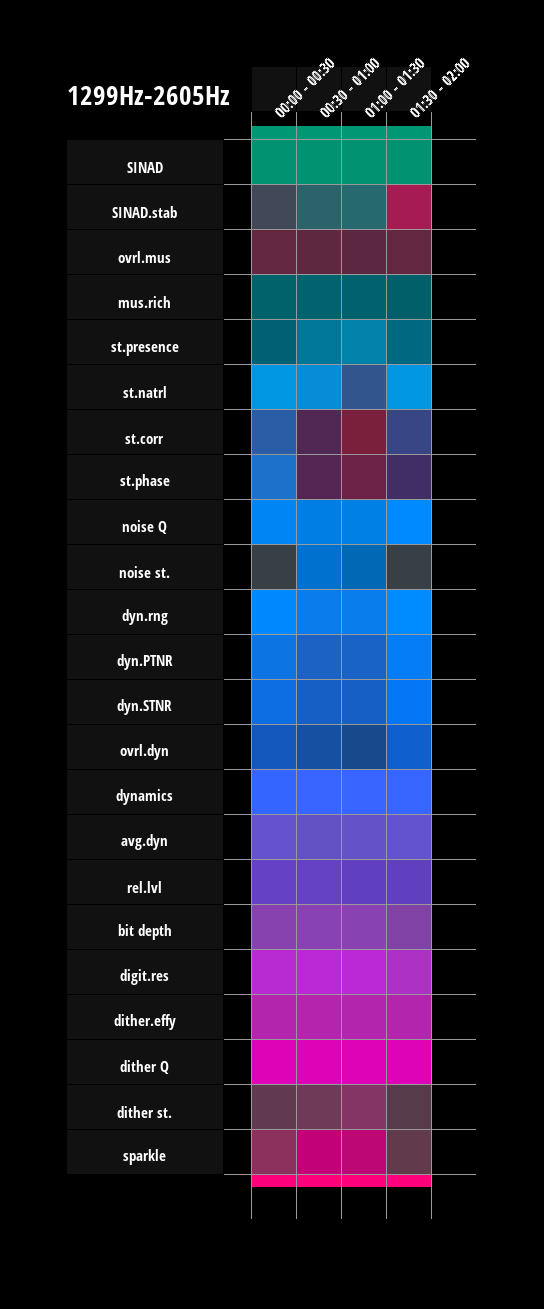 1299Hz-2605Hz
00:00 - 00:30
00:30 - 01:00
01:00 - 01:30
01:30 - 02:00
SINAD
SINAD.stab
ovrl.mus
mus.rich
st.presence
st.natrl
st.corr
st.phase
noise Q
noise st.
dyn.rng
dyn.PTNR
dyn.STNR
ovrl.dyn
dynamics
avg.dyn
rel.lvl
bit depth
digit.res
dither.effy
dither Q
dither st.
sparkle